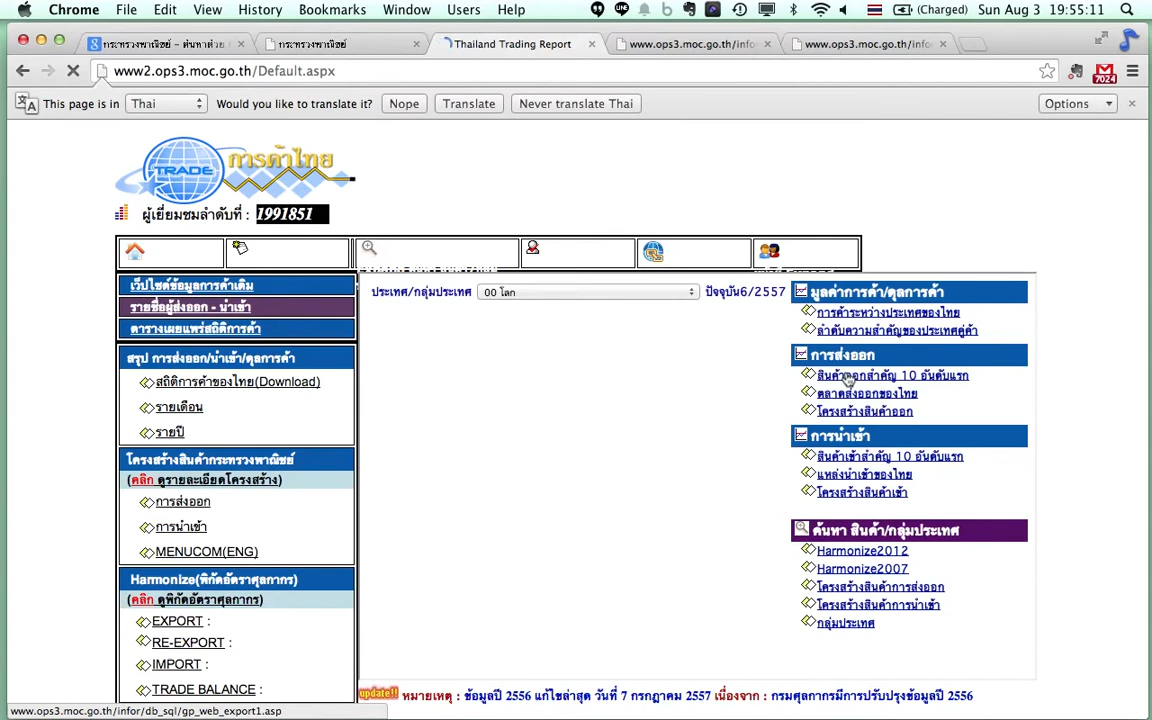 Chrome File Edit View History Bookmarks Window Users Help (Charged) Sun Aug 3 19:55:11
กระทรวงพาณิชย์ - ค้นหาด้วย กระทรวงพาณิชย์ Thailand Trading Report www.ops3.moc.go.th/info www.ops3.moc.go.th/info
www2.ops3.moc.go.th/Default.aspx 7024
This page is in Thai Would you like to translate it? Nope Translate Never translate Thai Options
TRADE การค้าไทย
ผู้เยี่ยมชมลำดับที่ : 1991851
เว็บไซต์ข้อมูลการค้าเดิม
รายชื่อผู้ส่งออก - นำเข้า
ตารางเผยแพร่สถิติการค้า
สรุป การส่งออก/นำเข้า/ดุลการค้า
สถิติการค้าของไทย(Download)
รายเดือน
รายปี
โครงสร้างสินค้ากระทรวงพาณิชย์
(คลิก ดูรายละเอียดโครงสร้าง)
การส่งออก
การนำเข้า
MENUCOM(ENG)
Harmonize(พิกัดอัตราศุลกากร)
(คลิก ดูพิกัดอัตราศุลกากร)
EXPORT :
RE-EXPORT :
IMPORT :
TRADE BALANCE :
ประเทศ/กลุ่มประเทศ 00 โลก ปัจจุบัน6/2557
มูลค่าการค้า/ดุลการค้า
การค้าระหว่างประเทศของไทย
ลำดับความสำคัญของประเทศคู่ค้า
การส่งออก
สินค้าออกสำคัญ 10 อันดับแรก
ตลาดส่งออกของไทย
โครงสร้างสินค้าออก
การนำเข้า
สินค้าเข้าสำคัญ 10 อันดับแรก
แหล่งนำเข้าของไทย
โครงสร้างสินค้าเข้า
ค้นหา สินค้า/กลุ่มประเทศ
Harmonize2012
Harmonize2007
โครงสร้างสินค้าการส่งออก
โครงสร้างสินค้าการนำเข้า
กลุ่มประเทศ
update!! หมายเหตุ : ข้อมูลปี 2556 แก้ไขล่าสุด วันที่ 7 กรกฎาคม 2557 เนื่องจาก : กรมศุลกากรมีการปรับปรุงข้อมูลปี 2556
www.ops3.moc.go.th/infor/db_sql/gp_web_export1.asp